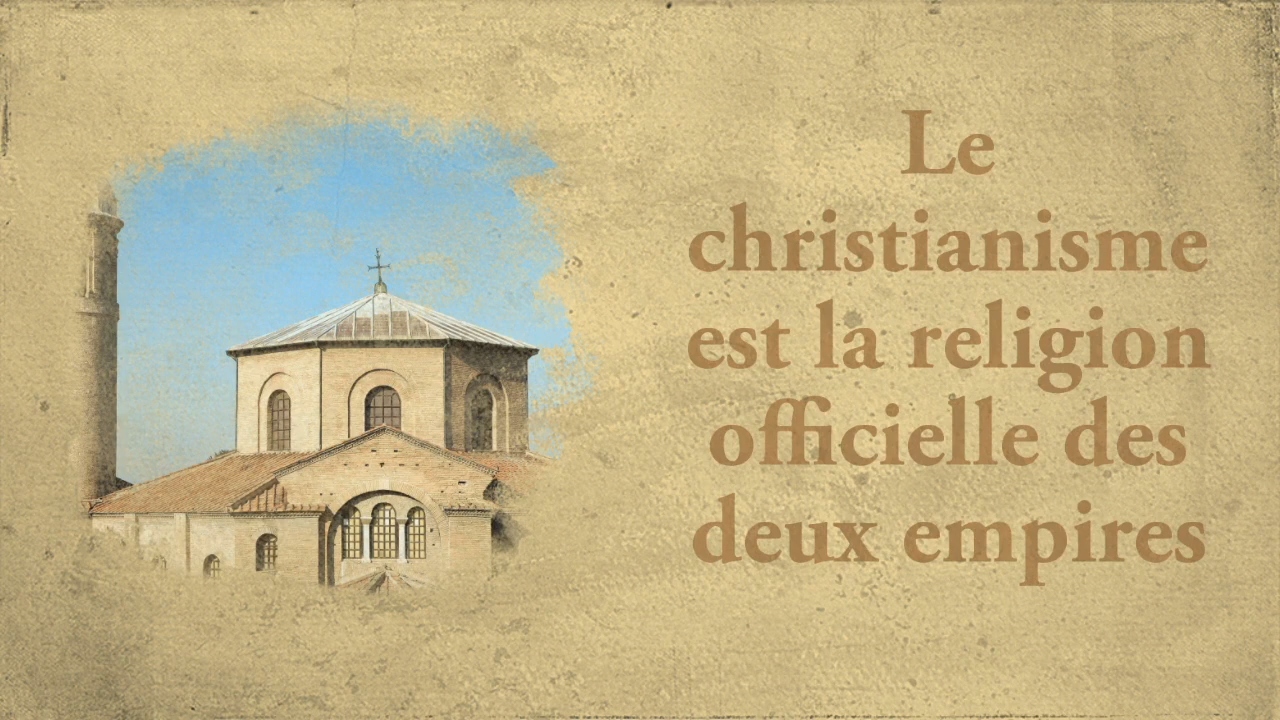 Le
christianisme
est la religion
officielle des
deux empires